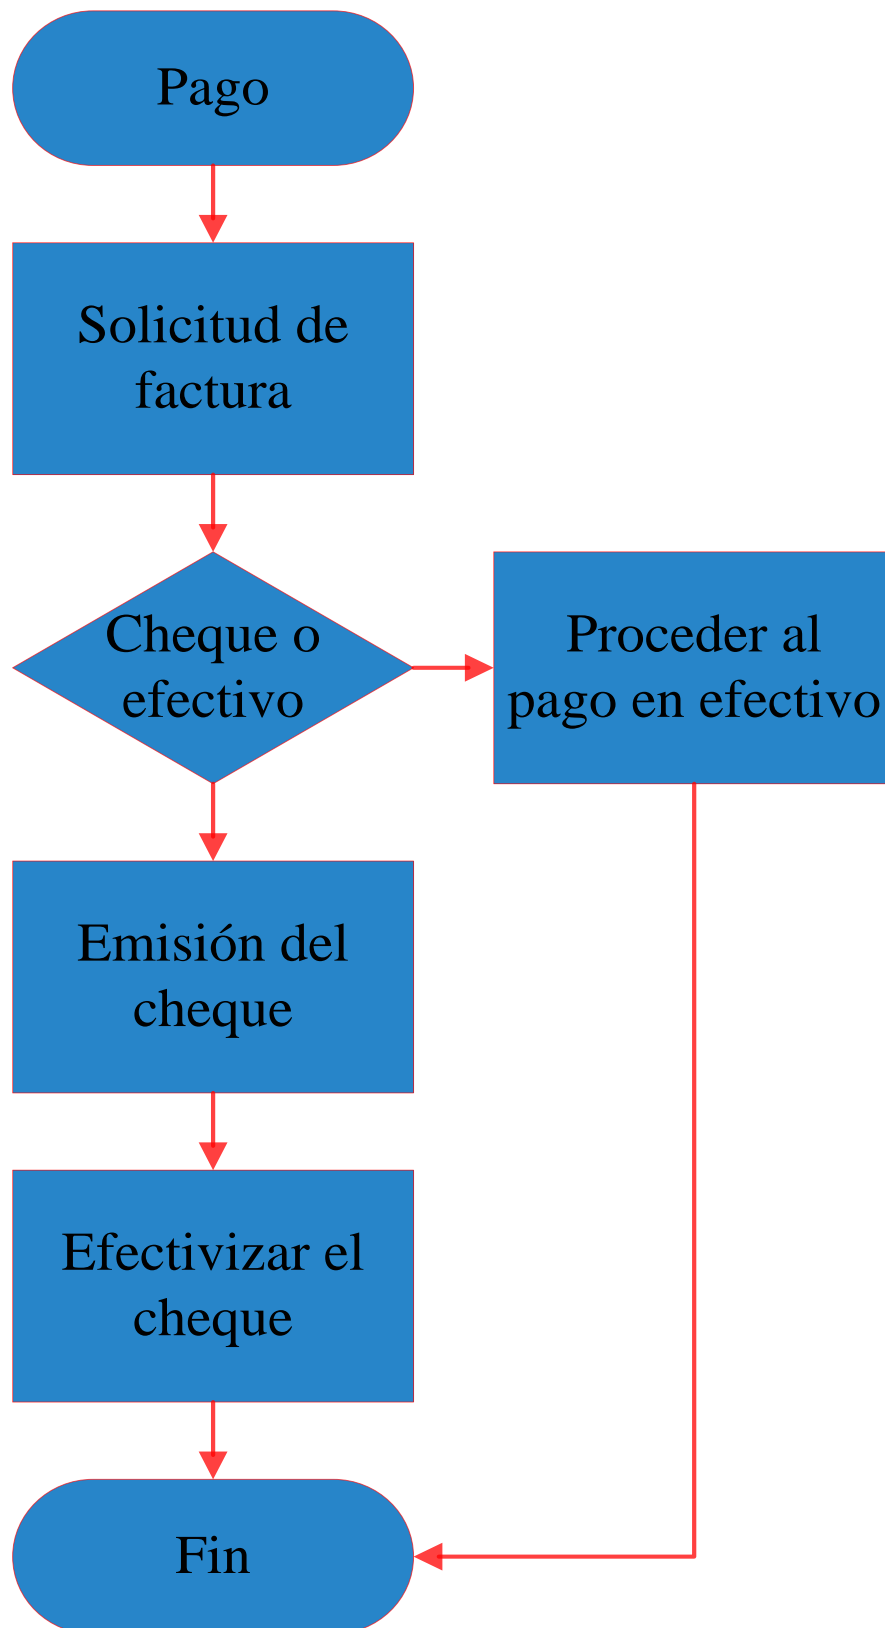 Pago
Solicitud de
factura
Cheque o
efectivo
Proceder al
pago en efectivo
Emisión del
cheque
Efectivizar el
cheque
Fin